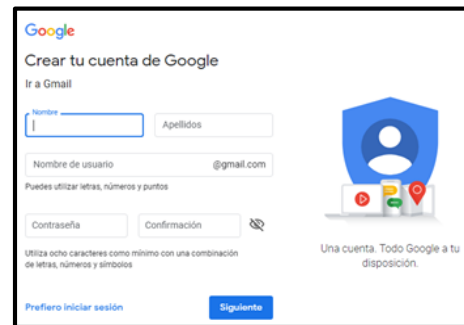 Google
Crear tu cuenta de Google
Ir a Gmail
Nombre
Apellidos
Nombre de usuario @gmail.com
Puedes utilizar letras, números y puntos
Contraseña
Confirmación
Utiliza ocho caracteres como mínimo con una combinación
de letras, números y símbolos
Prefiero iniciar sesión
Siguiente
Una cuenta. Todo Google a tu
disposición.